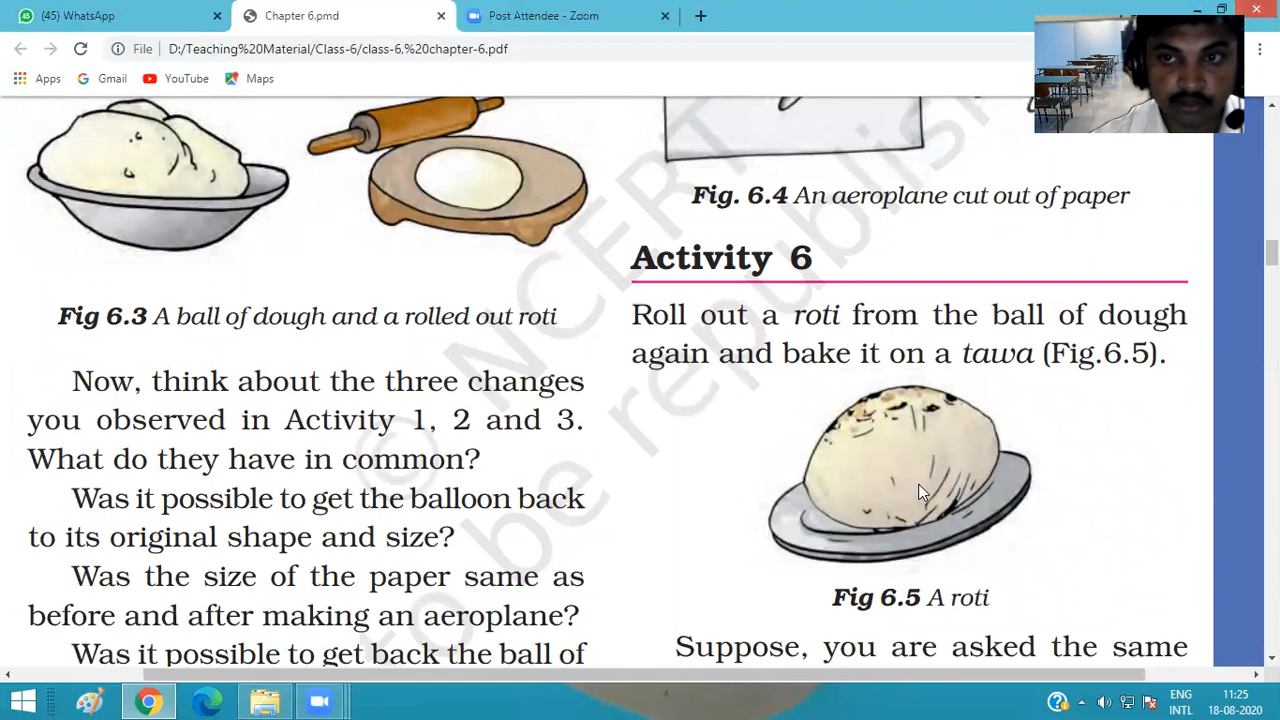 (45) WhatsApp
Chapter 6.pmd
Post Attendee - Zoom
File
D:/Teaching%20Material/Class-6/class-6,%20chapter-6.pdf
Apps
Gmail
YouTube
Maps
Fig 6.3 A ball of dough and a rolled out roti
Now, think about the three changes
you observed in Activity 1, 2 and 3.
What do they have in common?
Was it possible to get the balloon back
to its original shape and size?
Was the size of the paper same as
before and after making an aeroplane?
Was it possible to get back the ball of
Fig. 6.4 An aeroplane cut out of paper
Activity 6
Roll out a roti from the ball of dough
again and bake it on a tawa (Fig.6.5).
Fig 6.5 A roti
Suppose, you are asked the same
© NCERT
to be republish
ENG
INTL
11:25
18-08-2020